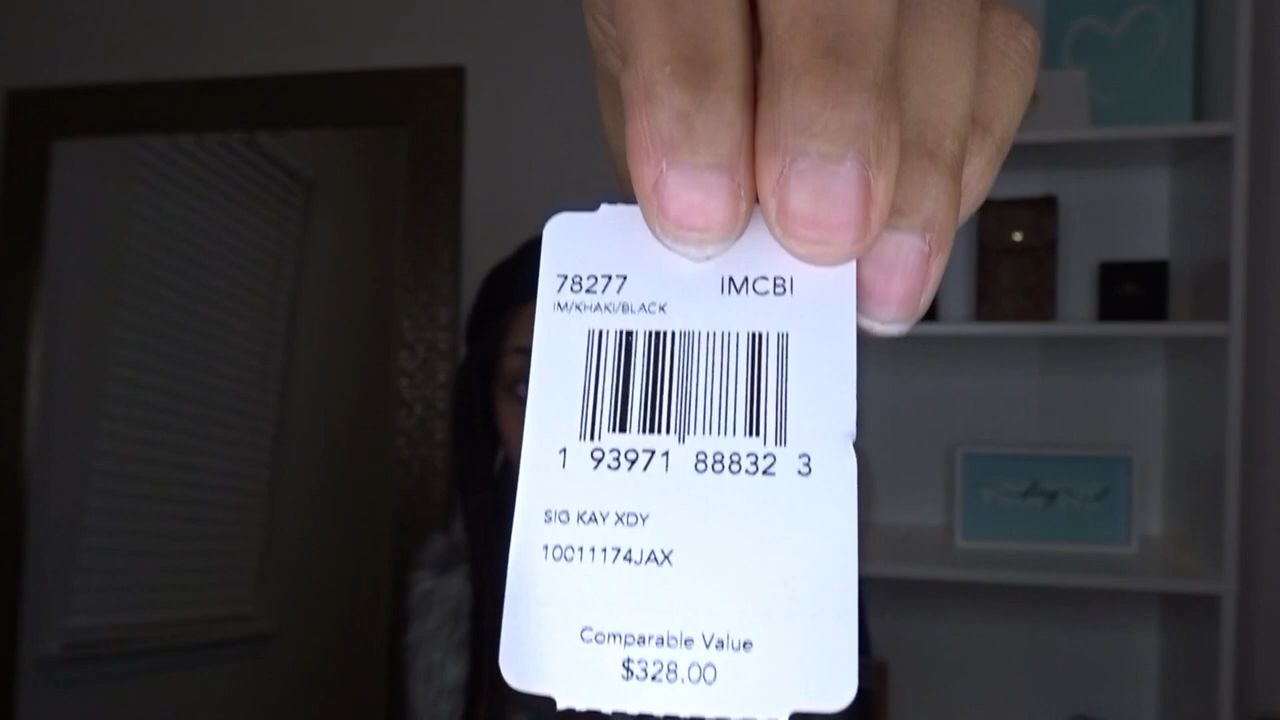 78277 IMCBI
IM/KHAKI/BLACK
1 93971 88832 3
SIG KAY XDY
10011174JAX
Comparable Value
$328.00